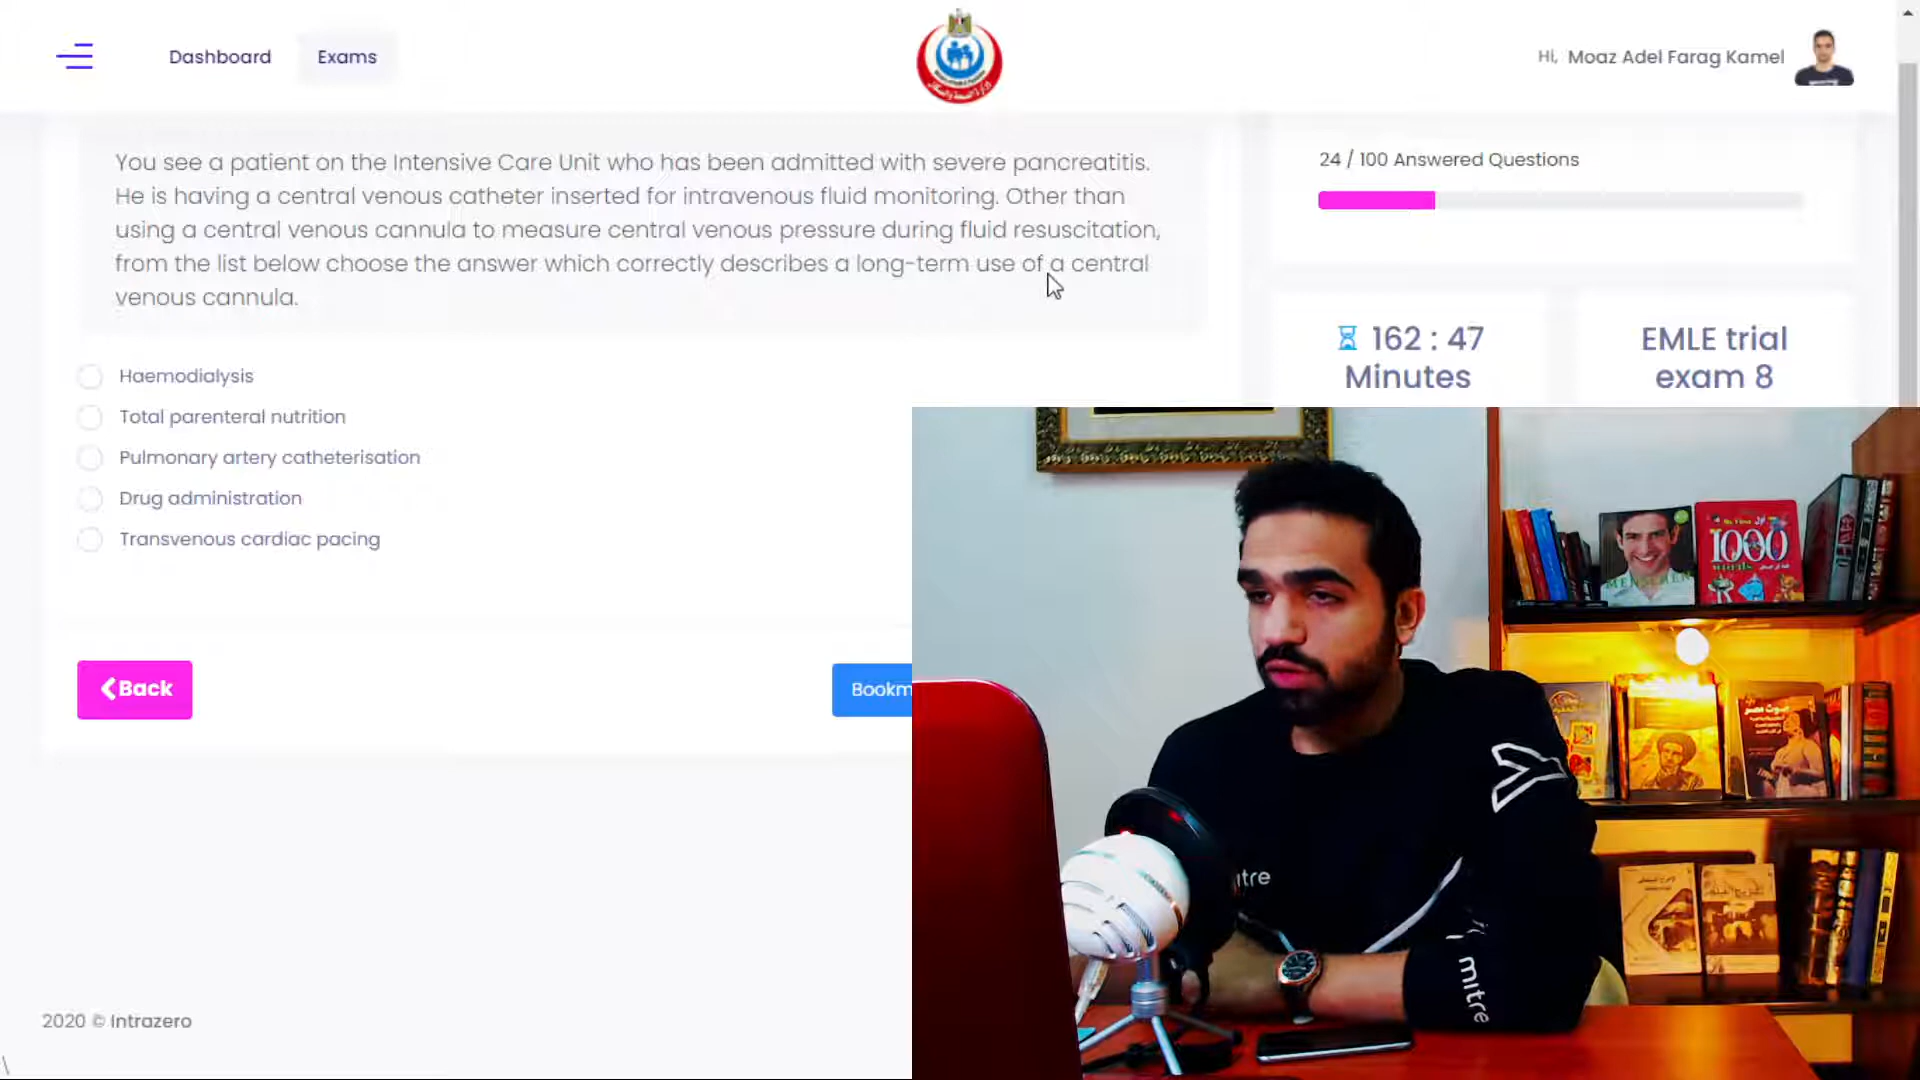 Dashboard
Exams
Hi, Moaz Adel Farag Kamel
You see a patient on the Intensive Care Unit who has been admitted with severe pancreatitis.
He is having a central venous catheter inserted for intravenous fluid monitoring. Other than
using a central venous cannula to measure central venous pressure during fluid resuscitation,
from the list below choose the answer which correctly describes a long-term use of a central
venous cannula.
24 / 100 Answered Questions
162 : 47
Minutes
EMLE trial
exam 8
Haemodialysis
Total parenteral nutrition
Pulmonary artery catheterisation
Drug administration
Transvenous cardiac pacing
Back
Bookm
MENSCHEN
1000
words
mitre
mitre
2020 © Intrazero
\